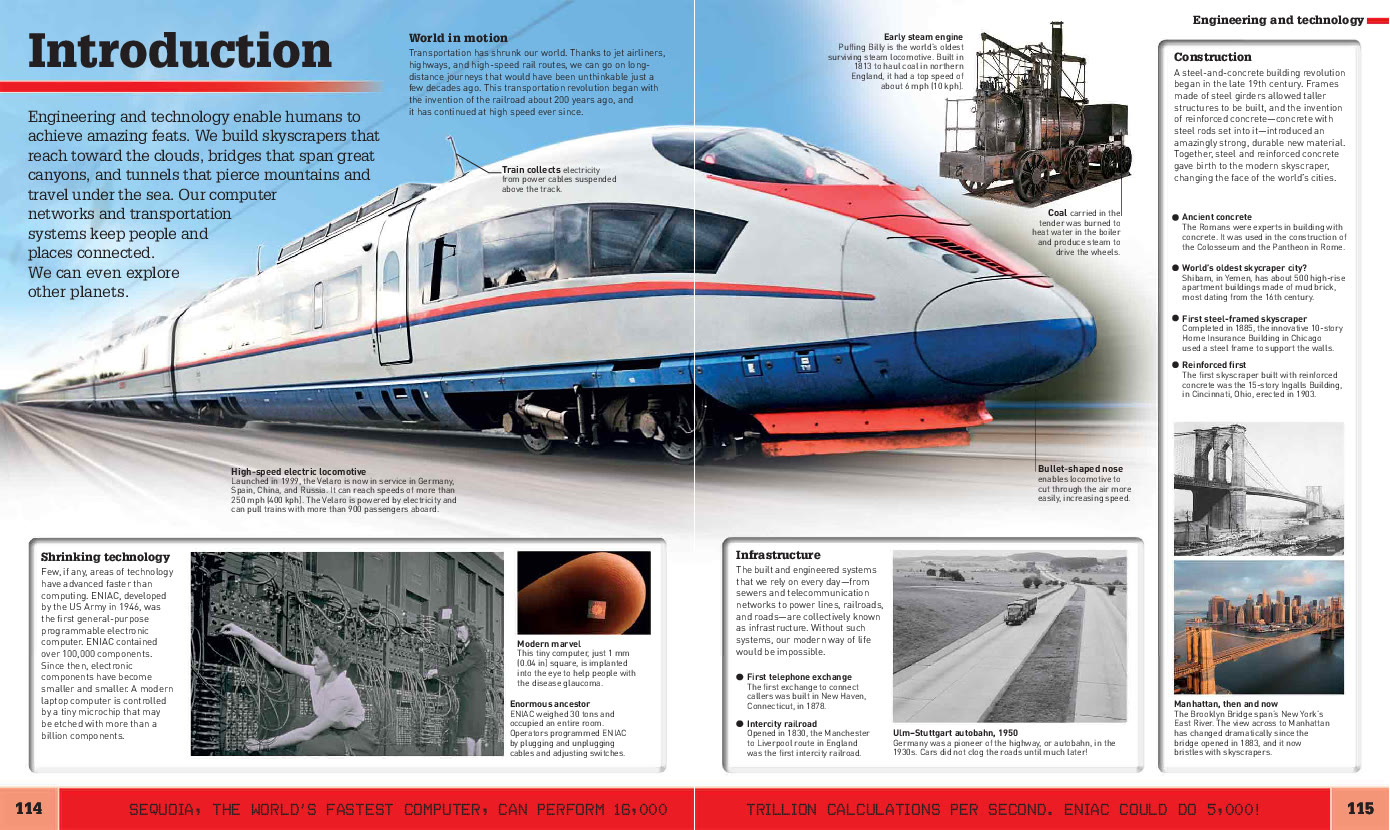 Engineering and technology
Introduction
Engineering and technology enable humans to
achieve amazing feats. We build skyscrapers that
reach toward the clouds, bridges that span great
canyons, and tunnels that pierce mountains and
travel under the sea. Our computer
networks and transportation
systems keep people and
places connected.
We can even explore
other planets.
World in motion
Transportation has shrunk our world. Thanks to jet airliners,
highways, and high-speed rail routes, we can go on long-
distance journeys that would have been unthinkable just a
few decades ago. This transportation revolution began with
the invention of the railroad about 200 years ago, and
it has continued at high speed ever since.
Train collects electricity
from power cables suspended
above the track.
Early steam engine
Puffing Billy is the world's oldest
surviving steam locomotive. Built in
1813 to haul coal in northern
England, it had a top speed of
about 6 mph (10 kph).
Coal carried in the
tender was burned to
heat water in the boiler
and produce steam to
drive the wheels.
High-speed electric locomotive
Launched in 1999, the Velaro is now in service in Germany,
Spain, China, and Russia. It can reach speeds of more than
250 mph (400 kph). The Velaro is powered by electricity and
can pull trains with more than 900 passengers aboard.
Bullet-shaped nose
enables locomotive to
cut through the air more
easily, increasing speed.
Shrinking technology
Few, if any, areas of technology
have advanced faster than
computing. ENIAC, developed
by the US Army in 1946, was
the first general-purpose
programmable electronic
computer. ENIAC contained
over 100,000 components.
Since then, electronic
components have become
smaller and smaller. A modern
laptop computer is controlled
by a tiny microchip that may
be etched with more than a
billion components.
Modern marvel
This tiny computer, just 1 mm
(0.04 in) square, is implanted
into the eye to help people with
the disease glaucoma.
Enormous ancestor
ENIAC weighed 30 tons and
occupied an entire room.
Operators programmed ENIAC
by plugging and unplugging
cables and adjusting switches.
Infrastructure
The built and engineered systems
that we rely on every day—from
sewers and telecommunication
networks to power lines, railroads,
and roads—are collectively known
as infrastructure. Without such
systems, our modern way of life
would be impossible.
● First telephone exchange
The first exchange to connect
callers was built in New Haven,
Connecticut, in 1878.
● Intercity railroad
Opened in 1830, the Manchester
to Liverpool route in England
was the first intercity railroad.
Ulm–Stuttgart autobahn, 1950
Germany was a pioneer of the highway, or autobahn, in the
1930s. Cars did not clog the roads until much later!
Construction
A steel-and-concrete building revolution
began in the late 19th century. Frames
made of steel girders allowed taller
structures to be built, and the invention
of reinforced concrete—concrete with
steel rods set into it—introduced an
amazingly strong, durable new material.
Together, steel and reinforced concrete
gave birth to the modern skyscraper,
changing the face of the world's cities.
● Ancient concrete
The Romans were experts in building with
concrete. It was used in the construction of
the Colosseum and the Pantheon in Rome.
● World's oldest skycraper city?
Shibam, in Yemen, has about 500 high-rise
apartment buildings made of mud brick,
most dating from the 16th century.
● First steel-framed skyscraper
Completed in 1885, the innovative 10-story
Home Insurance Building in Chicago
used a steel frame to support the walls.
● Reinforced first
The first skyscraper built with reinforced
concrete was the 15-story Ingalls Building,
in Cincinnati, Ohio, erected in 1903.
Manhattan, then and now
The Brooklyn Bridge spans New York's
East River. The view across to Manhattan
has changed dramatically since the
bridge opened in 1883, and it now
bristles with skyscrapers.
114
SEQUOIA, THE WORLD'S FASTEST COMPUTER, CAN PERFORM 16,000
TRILLION CALCULATIONS PER SECOND. ENIAC COULD DO 5,000!
115